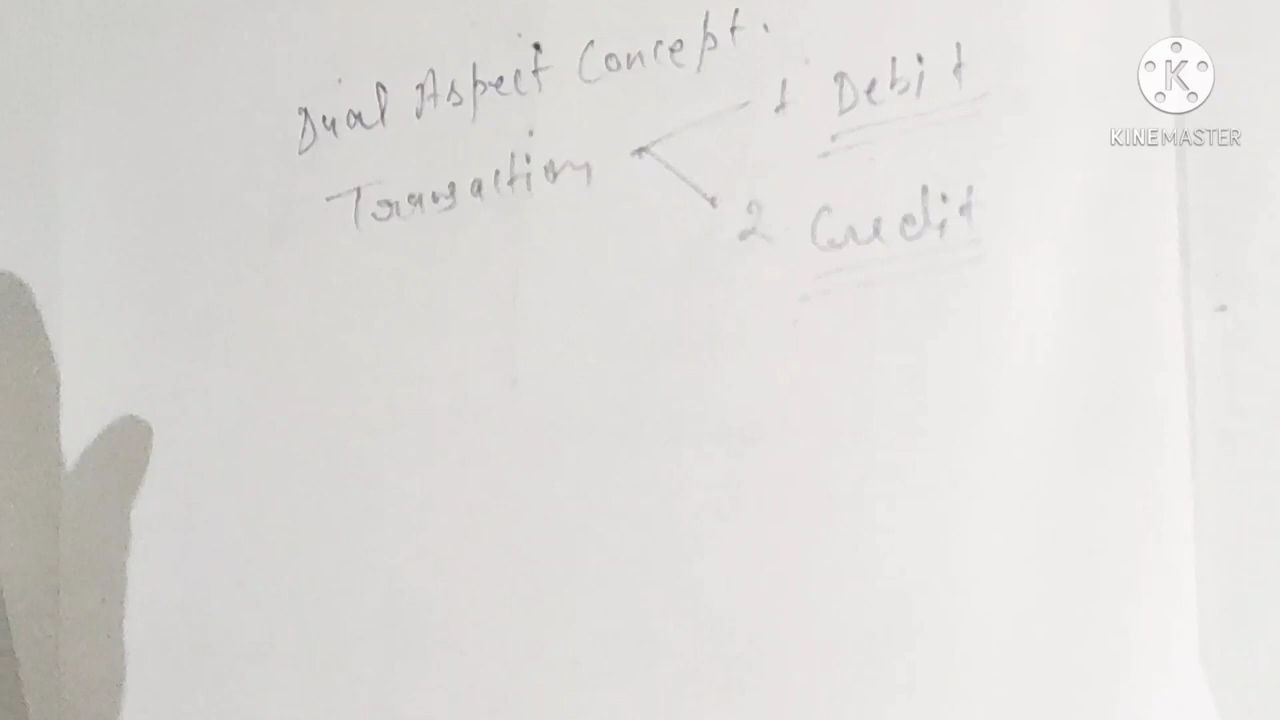 Dual Aspect Concept.
Transaction
1 Debit
2 Credit
K
KINEMASTER